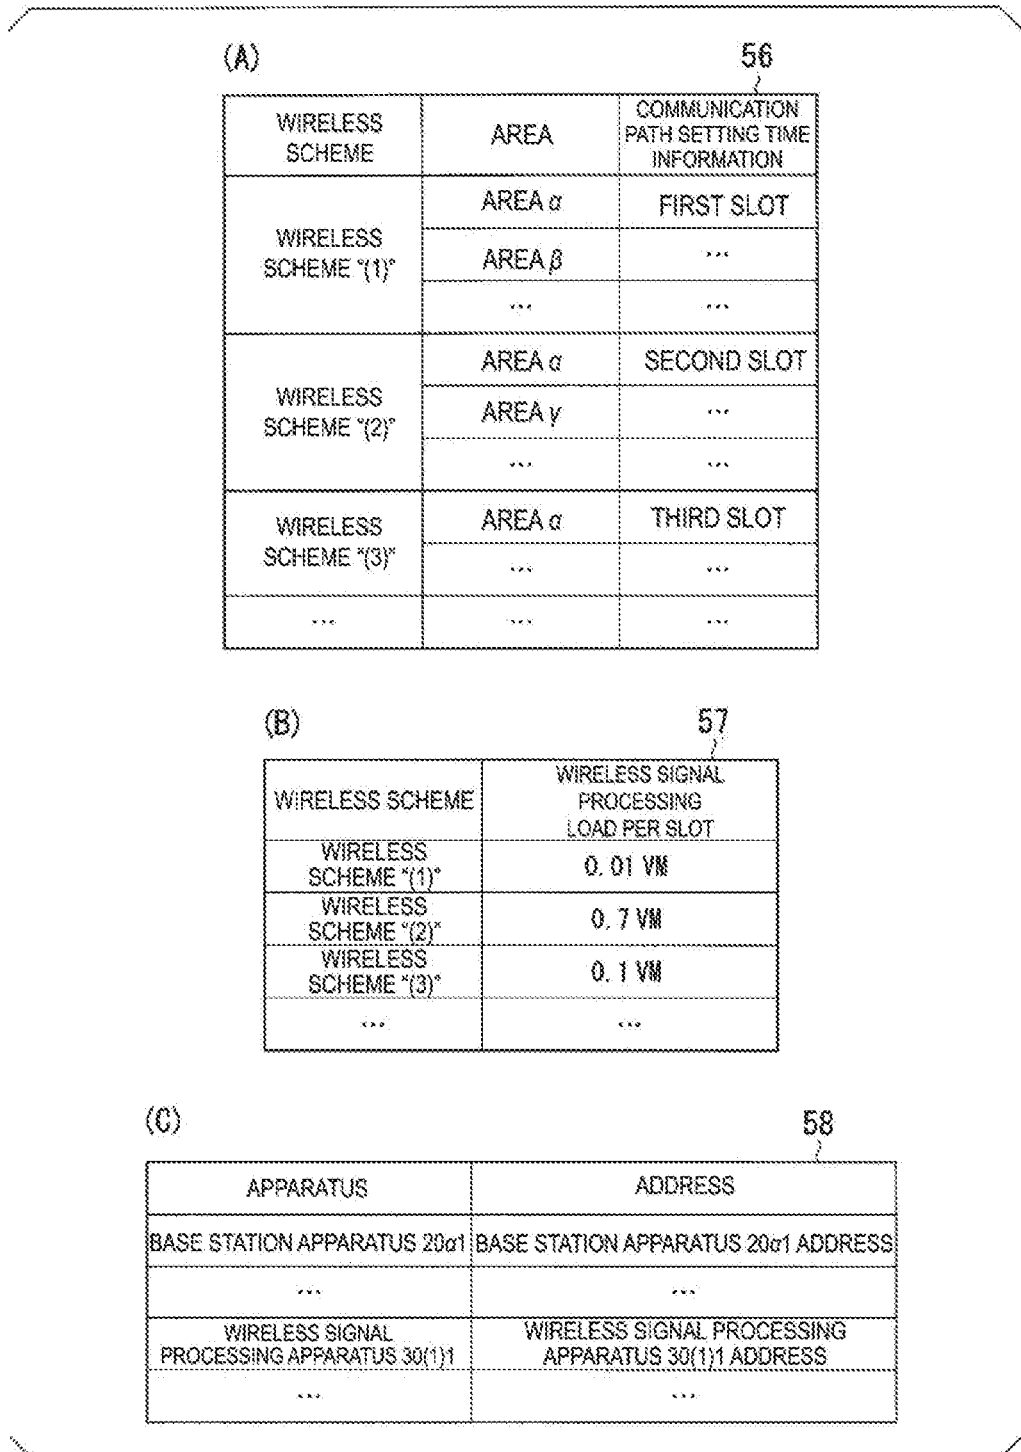 (A)
56
WIRELESS SCHEME
AREA
COMMUNICATION PATH SETTING TIME INFORMATION
WIRELESS SCHEME "(1)"
AREA α
FIRST SLOT
AREA β
...
...
...
WIRELESS SCHEME "(2)"
AREA α
SECOND SLOT
AREA γ
...
...
...
WIRELESS SCHEME "(3)"
AREA α
THIRD SLOT
...
...
...
...
...
(B)
57
WIRELESS SCHEME
WIRELESS SIGNAL PROCESSING LOAD PER SLOT
WIRELESS SCHEME "(1)"
0.01 VM
WIRELESS SCHEME "(2)"
0.7 VM
WIRELESS SCHEME "(3)"
0.1 VM
...
...
(C)
58
APPARATUS
ADDRESS
BASE STATION APPARATUS 20α1
BASE STATION APPARATUS 20α1 ADDRESS
...
...
WIRELESS SIGNAL PROCESSING APPARATUS 30(1)1
WIRELESS SIGNAL PROCESSING APPARATUS 30(1)1 ADDRESS
...
...